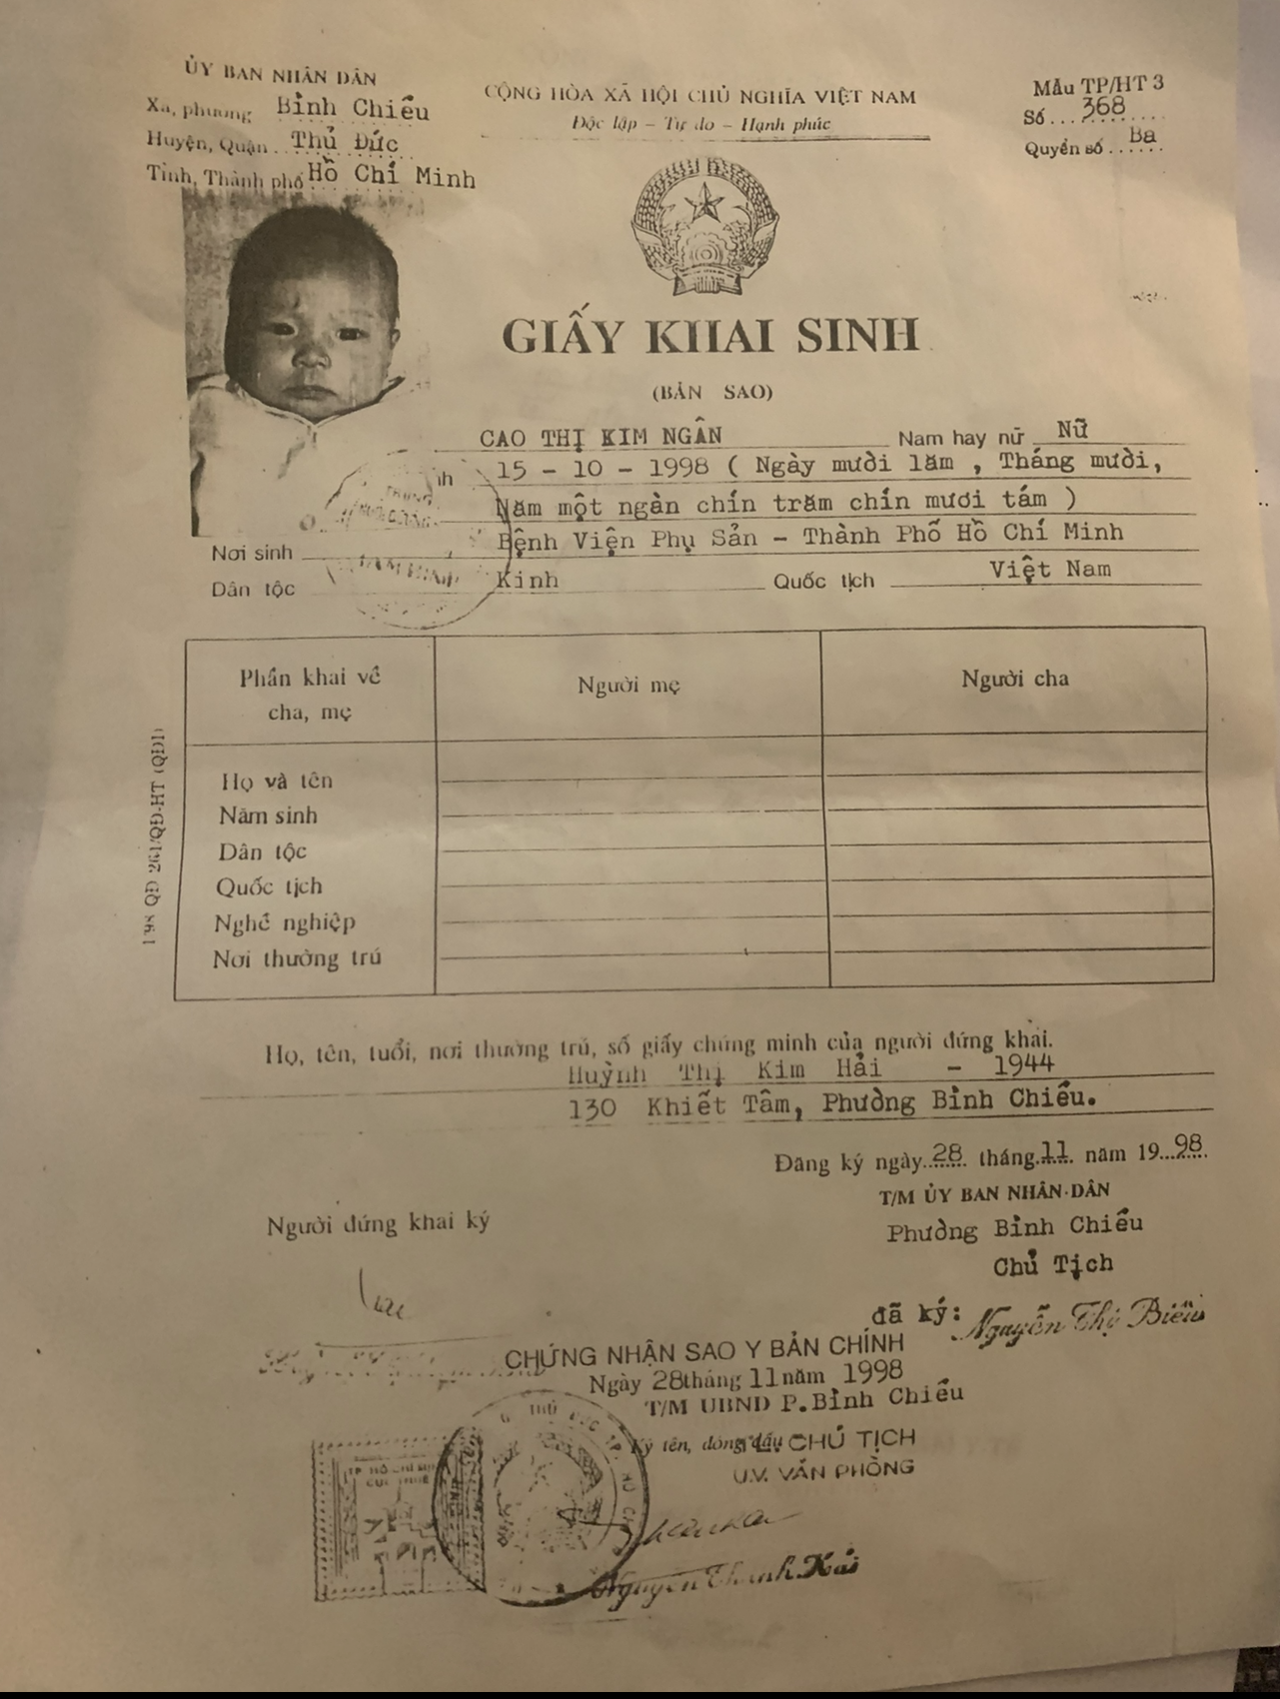 ỦY BAN NHÂN DÂN
Xã, phường Bình Chiểu
Huyện, Quận Thủ Đức
Tỉnh, Thành phố Hồ Chí Minh
CỘNG HÒA XÃ HỘI CHỦ NGHĨA VIỆT NAM
Độc lập - Tự do - Hạnh phúc
Mẫu TP/HT 3
Số 368
Quyển số Ba
GIẤY KHAI SINH
(BẢN SAO)
CAO THỊ KIM NGÂN Nam hay nữ Nữ
15 - 10 - 1998 ( Ngày mười lăm , Tháng mười,
Năm một ngàn chín trăm chín mươi tám )
Nơi sinh Bệnh Viện Phụ Sản - Thành Phố Hồ Chí Minh
Dân tộc Kinh Quốc tịch Việt Nam
Phần khai về cha, mẹ Người mẹ Người cha
Họ và tên
Năm sinh
Dân tộc
Quốc tịch
Nghề nghiệp
Nơi thường trú
Họ, tên, tuổi, nơi thường trú, số giấy chứng minh của người đứng khai.
Huỳnh Thị Kim Hải - 1944
130 Khiết Tâm, Phường Bình Chiểu.
Đăng ký ngày 28 tháng 11 năm 1998
T/M ỦY BAN NHÂN DÂN
Phường Bình Chiểu
Chủ Tịch
Người đứng khai ký
đã ký: Nguyễn Thị Biểu
CHỨNG NHẬN SAO Y BẢN CHÍNH
Ngày 28 tháng 11 năm 1998
T/M UBND P.Bình Chiểu
Ký tên, đóng dấu CHỦ TỊCH
U.V. VĂN PHÒNG
Nguyễn Thanh Hải